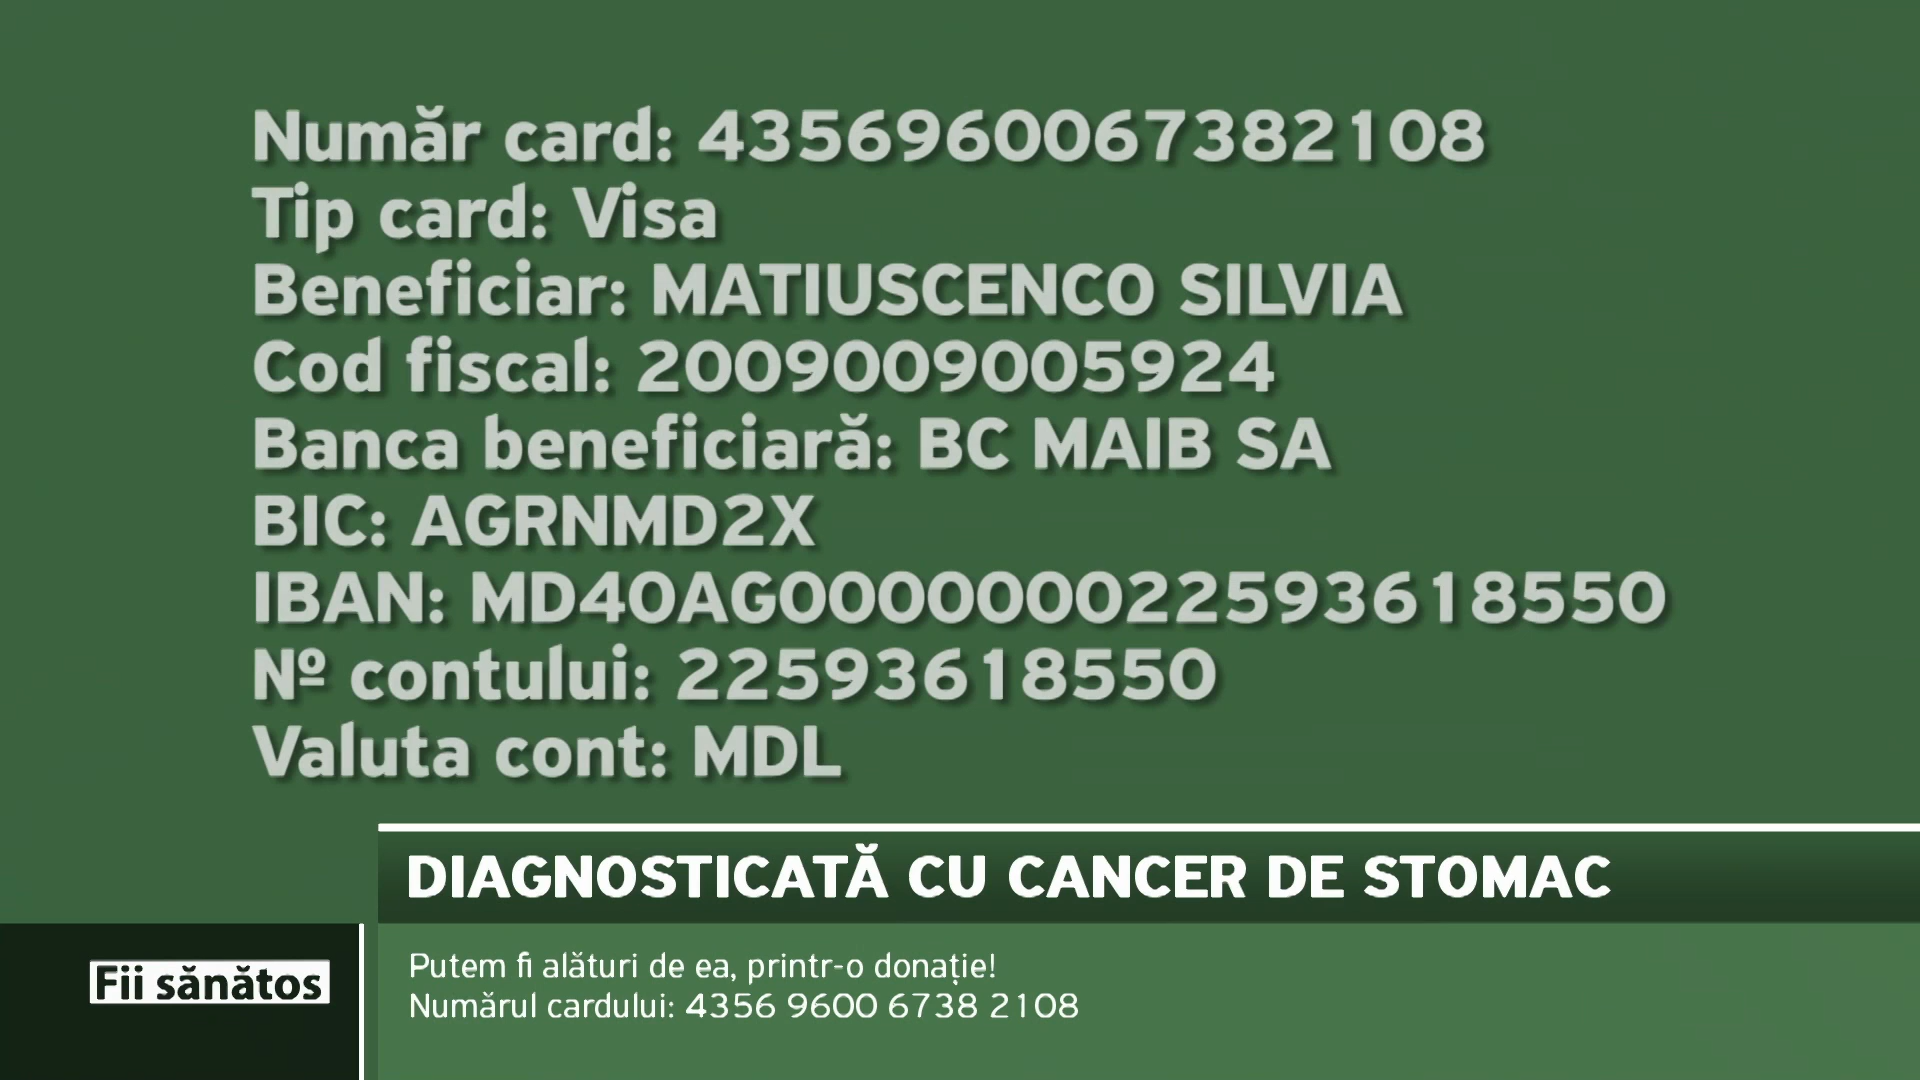 Număr card: 4356960067382108
Tip card: Visa
Beneficiar: MATIUSCENCO SILVIA
Cod fiscal: 2009009005924
Banca beneficiară: BC MAIB SA
BIC: AGRNMD2X
IBAN: MD40AG000000022593618550
Nº contului: 22593618550
Valuta cont: MDL
DIAGNOSTICATĂ CU CANCER DE STOMAC
Fii sănătos
Putem fi alături de ea, printr-o donație!
Numărul cardului: 4356 9600 6738 2108